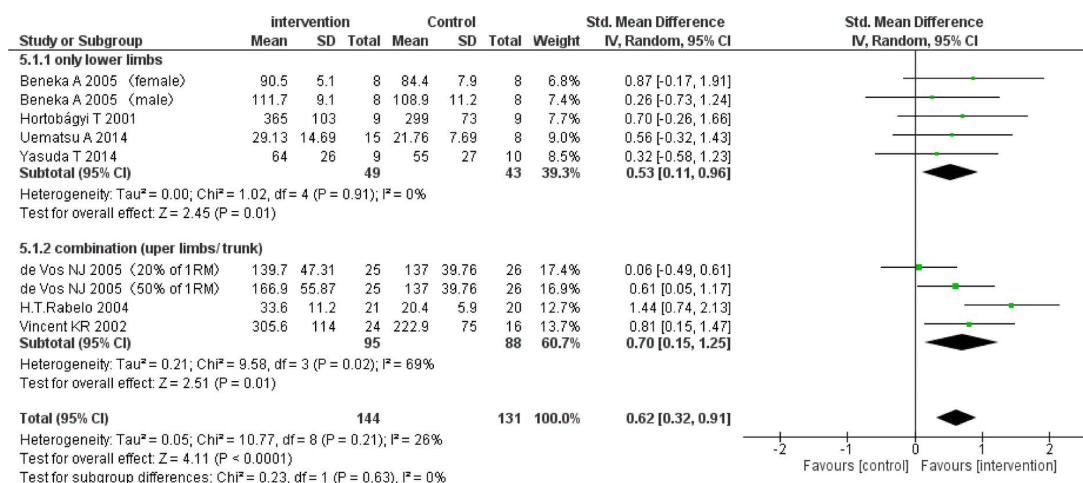 intervention Control Std. Mean Difference Std. Mean Difference
Study or Subgroup Mean SD Total Mean SD Total Weight IV, Random, 95% CI IV, Random, 95% CI
5.1.1 only lower limbs
Beneka A 2005 (female) 90.5 5.1 8 84.4 7.9 8 6.8% 0.87 [-0.17, 1.91]
Beneka A 2005 (male) 111.7 9.1 8 108.9 11.2 8 7.4% 0.26 [-0.73, 1.24]
Hortobágyi T 2001 365 103 9 299 73 9 7.7% 0.70 [-0.26, 1.66]
Uematsu A 2014 29.13 14.69 15 21.76 7.69 8 9.0% 0.56 [-0.32, 1.43]
Yasuda T 2014 64 26 9 55 27 10 8.5% 0.32 [-0.58, 1.23]
Subtotal (95% CI) 49 43 39.3% 0.53 [0.11, 0.96]
Heterogeneity: Tau² = 0.00; Chi² = 1.02, df = 4 (P = 0.91); I² = 0%
Test for overall effect: Z = 2.45 (P = 0.01)
5.1.2 combination (uper limbs/trunk)
de Vos NJ 2005 (20% of 1RM) 139.7 47.31 25 137 39.76 26 17.4% 0.06 [-0.49, 0.61]
de Vos NJ 2005 (50% of 1RM) 166.9 55.87 25 137 39.76 26 16.9% 0.61 [0.05, 1.17]
H.T.Rabelo 2004 33.6 11.2 21 20.4 5.9 20 12.7% 1.44 [0.74, 2.13]
Vincent KR 2002 305.6 114 24 222.9 75 16 13.7% 0.81 [0.15, 1.47]
Subtotal (95% CI) 95 88 60.7% 0.70 [0.15, 1.25]
Heterogeneity: Tau² = 0.21; Chi² = 9.58, df = 3 (P = 0.02); I² = 69%
Test for overall effect: Z = 2.51 (P = 0.01)
Total (95% CI) 144 131 100.0% 0.62 [0.32, 0.91]
Heterogeneity: Tau² = 0.05; Chi² = 10.77, df = 8 (P = 0.21); I² = 26%
Test for overall effect: Z = 4.11 (P < 0.0001)
Test for subgroup differences: Chi² = 0.23, df = 1 (P = 0.63), I² = 0%
-2 -1 0 1 2
Favours [control] Favours [intervention]